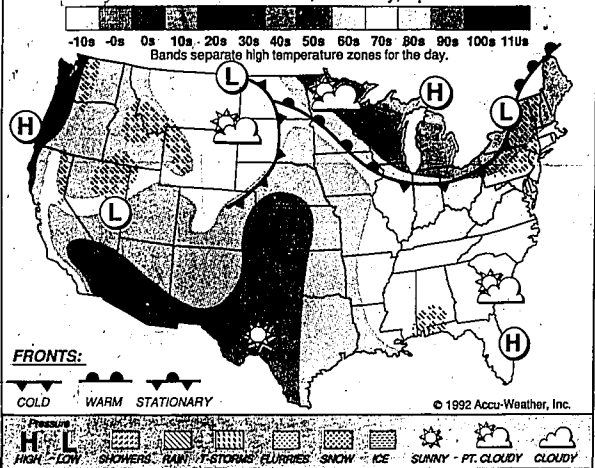 -10s -0s 0s 10s 20s 30s 40s 50s 60s 70s 80s 90s 100s 110s
Bands separate high temperature zones for the day.
L
H
L
H
L
H
FRONTS:
COLD WARM STATIONARY
© 1992 Accu-Weather, Inc.
Pressure
H L
HIGH LOW SHOWERS RAIN T-STORMS FLURRIES SNOW ICE SUNNY PT. CLOUDY CLOUDY